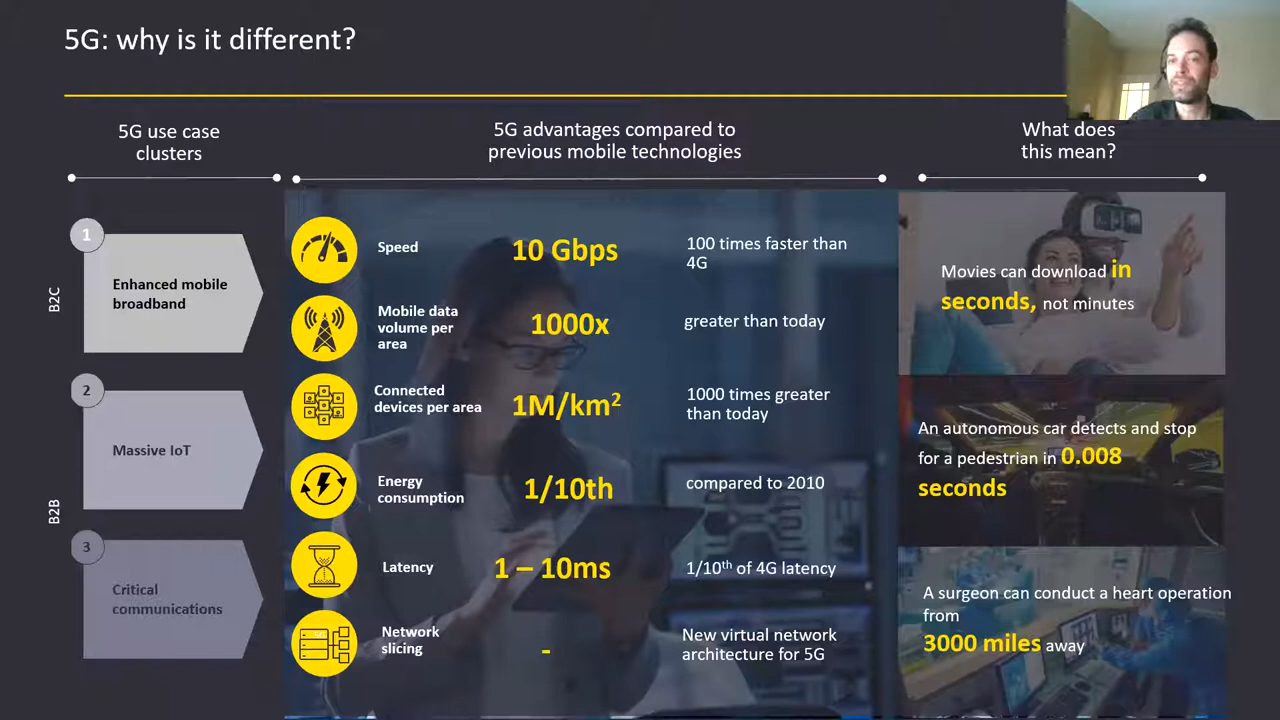 5G: why is it different?
5G use case
clusters
5G advantages compared to
previous mobile technologies
What does
this mean?
B2C
1
Enhanced mobile
broadband
B2B
2
Massive IoT
3
Critical
communications
Speed
10 Gbps
100 times faster than
4G
Mobile data
volume per
area
1000x
greater than today
Connected
devices per area
1M/km²
1000 times greater
than today
Energy
consumption
1/10th
compared to 2010
Latency
1 – 10ms
1/10th of 4G latency
Network
slicing
-
New virtual network
architecture for 5G
Movies can download in
seconds, not minutes
An autonomous car detects and stop
for a pedestrian in 0.008
seconds
A surgeon can conduct a heart operation
from
3000 miles away